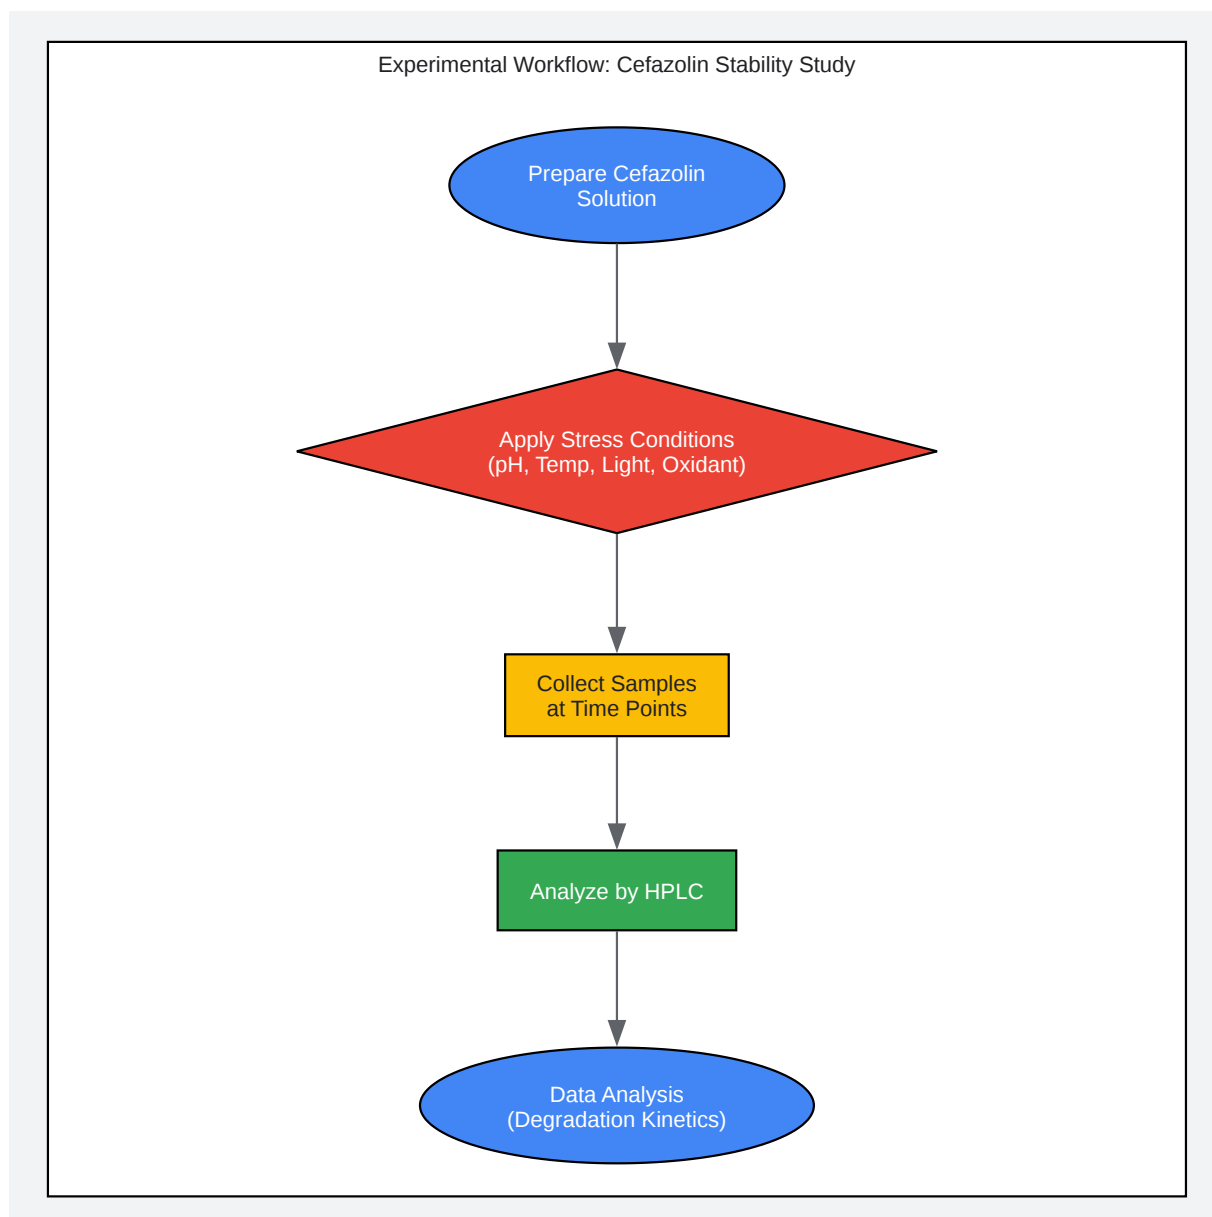 Experimental Workflow: Cefazolin Stability Study
Prepare Cefazolin
Solution
Apply Stress Conditions
(pH, Temp, Light, Oxidant)
Collect Samples
at Time Points
Analyze by HPLC
Data Analysis
(Degradation Kinetics)